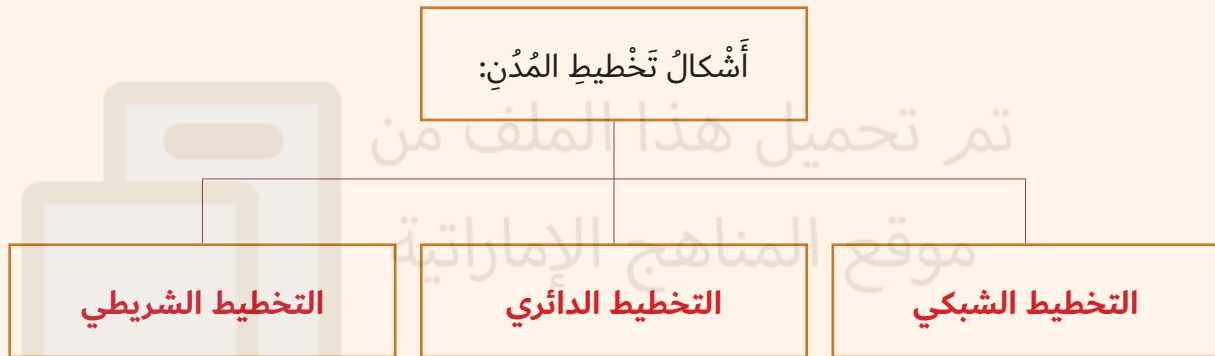 أَشْكالُ تَخْطيطِ المُدُنِ:
تم تحميل هذا الملف من
موقع المناهج الإماراتية
التخطيط الشبكي
التخطيط الدائري
التخطيط الشريطي